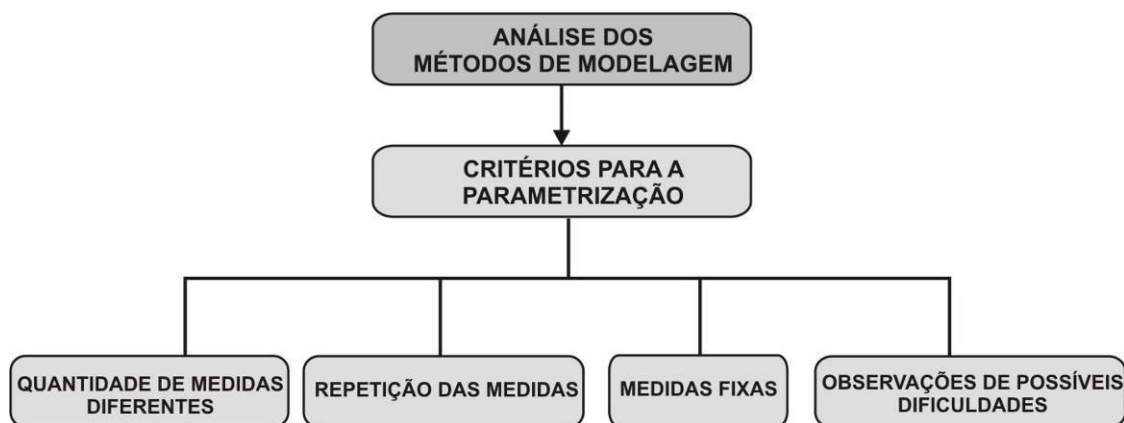 ANÁLISE DOS
MÉTODOS DE MODELAGEM
CRITÉRIOS PARA A
PARAMETRIZAÇÃO
QUANTIDADE DE MEDIDAS
DIFERENTES
REPETIÇÃO DAS MEDIDAS
MEDIDAS FIXAS
OBSERVAÇÕES DE POSSÍVEIS
DIFICULDADES